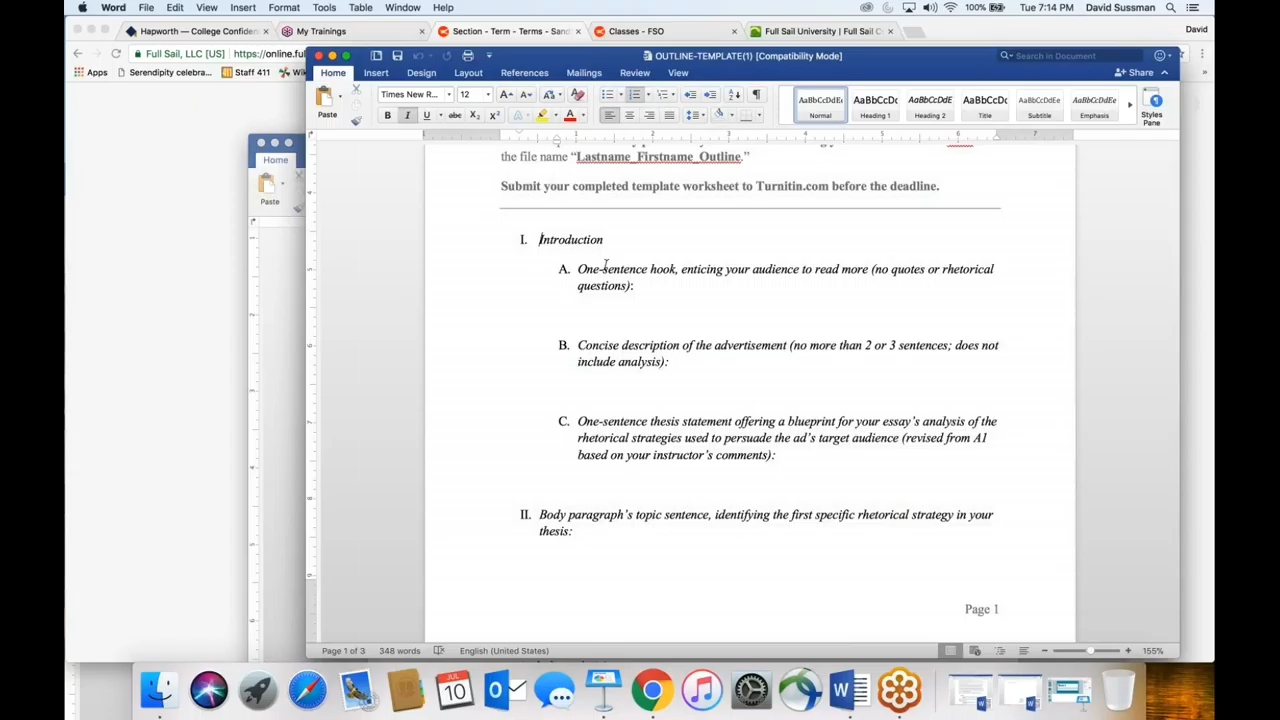 Word File Edit View Insert Format Tools Table Window Help 100% Tue 7:14 PM David Sussman
Hapworth – College Confiden × My Trainings × Section - Term - Terms - Sand × Classes - FSO × Full Sail University | Full Sail C × David
Full Sail, LLC [US] https://online.ful
OUTLINE-TEMPLATE(1) [Compatibility Mode] Search in Document
Apps Serendipity celebra... Staff 411 Wik
Home Insert Design Layout References Mailings Review View Share
Paste Times New R... 12
AaBbCcDdEe AaBbCcDc AaBbCcDdE AaBbCcDc AaBbCcDdEe AaBbCcDdEe
Normal Heading 1 Heading 2 Title Subtitle Emphasis Styles Pane
Home
Paste
the file name “Lastname_Firstname_Outline.”
Submit your completed template worksheet to Turnitin.com before the deadline.
I. Introduction
A. One-sentence hook, enticing your audience to read more (no quotes or rhetorical
questions):
B. Concise description of the advertisement (no more than 2 or 3 sentences; does not
include analysis):
C. One-sentence thesis statement offering a blueprint for your essay’s analysis of the
rhetorical strategies used to persuade the ad’s target audience (revised from A1
based on your instructor’s comments):
II. Body paragraph’s topic sentence, identifying the first specific rhetorical strategy in your
thesis:
Page 1
Page 1 of 3 348 words English (United States) 155%
JUL
10